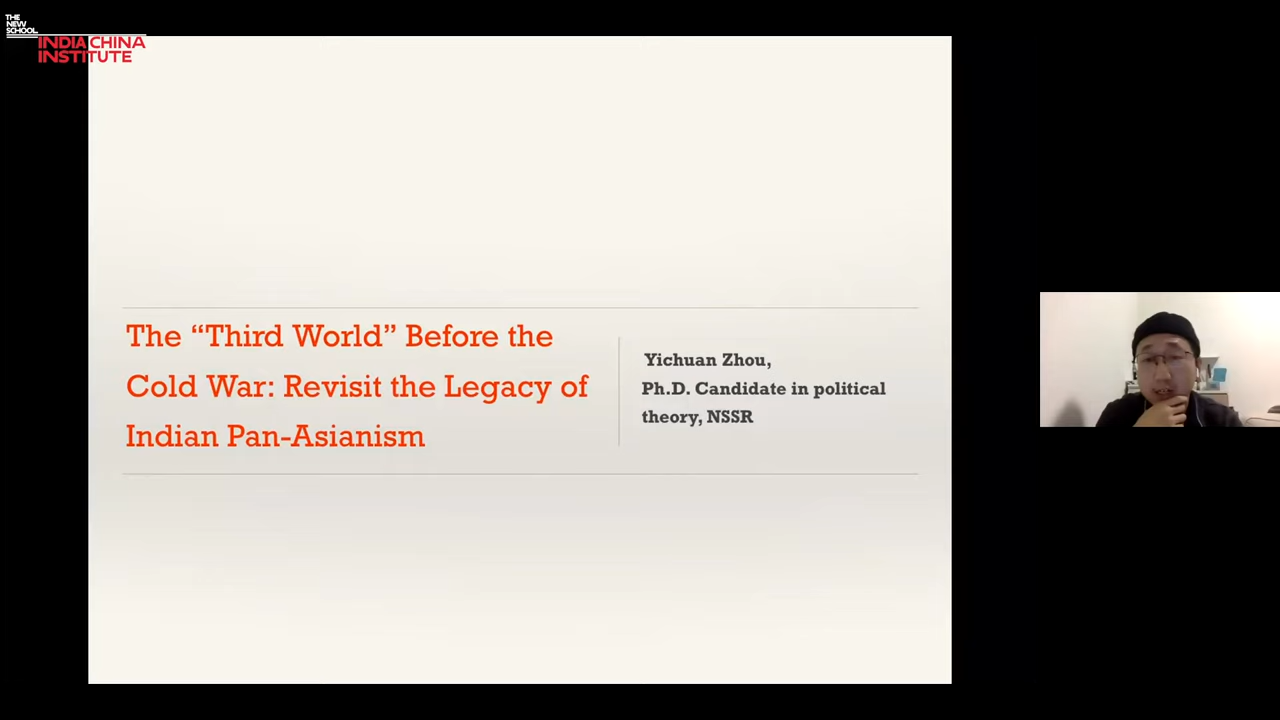 THE
NEW
SCHOOL
INDIA CHINA
INSTITUTE
The “Third World” Before the
Cold War: Revisit the Legacy of
Indian Pan-Asianism
Yichuan Zhou,
Ph.D. Candidate in political
theory, NSSR